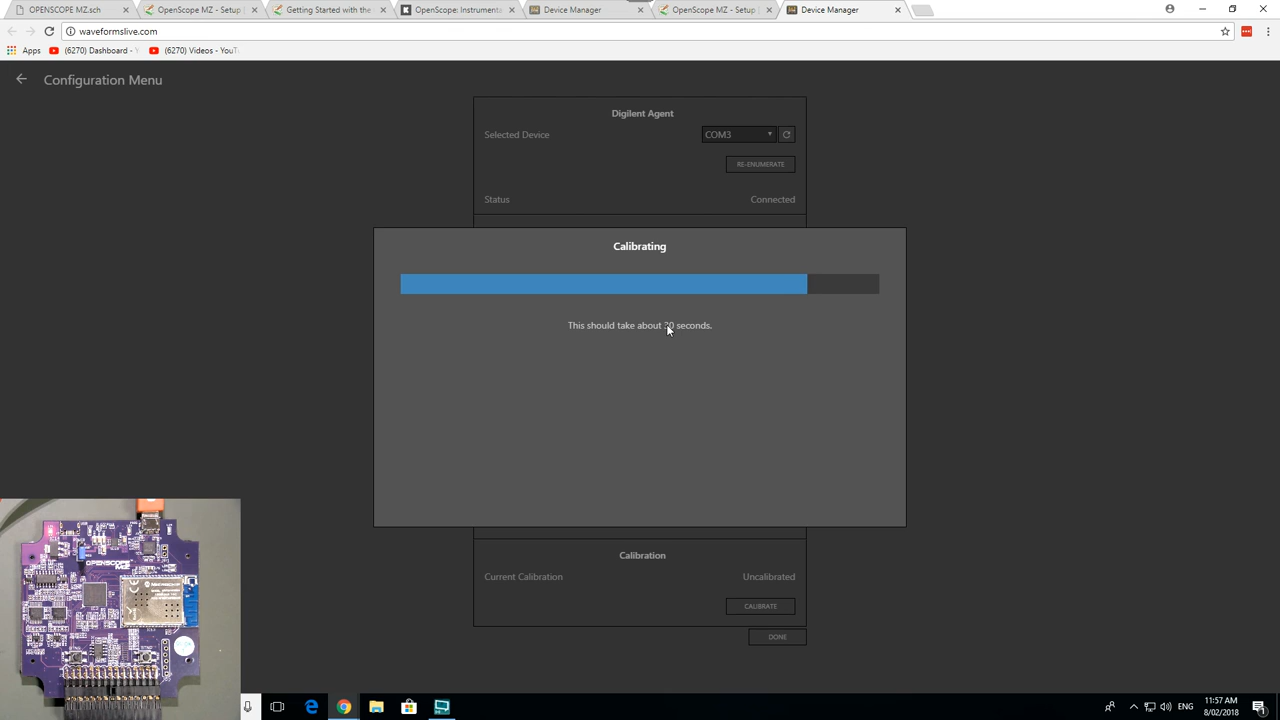 OPENSCOPE MZ.sch
OpenScope MZ - Setup
Getting Started with the
OpenScope: Instrumenta
Device Manager
OpenScope MZ - Setup
Device Manager
waveformslive.com
Apps
(6270) Dashboard - Y
(6270) Videos - YouTu
Configuration Menu
Digilent Agent
Selected Device
COM3
RE-ENUMERATE
Status
Connected
Calibrating
This should take about 30 seconds.
Calibration
Current Calibration
Uncalibrated
CALIBRATE
DONE
OPENSCOPE
ENG
11:57 AM
8/02/2018